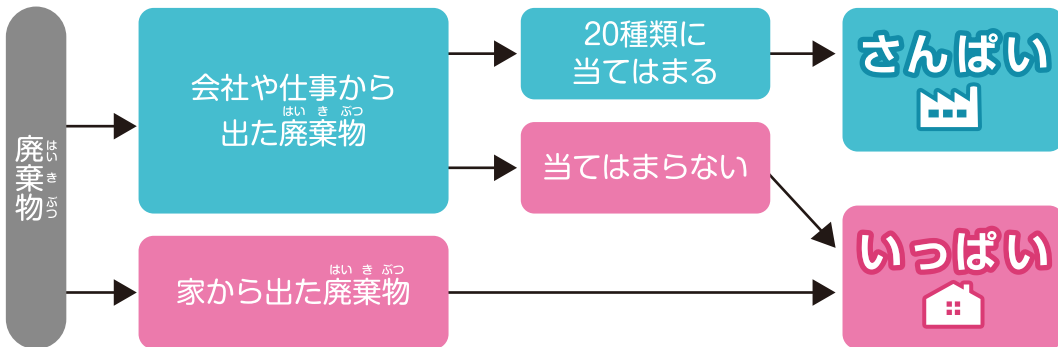 廃棄物
はいきぶつ
会社や仕事から
はいきぶつ
出た廃棄物
20種類に
当てはまる
さんぱい
当てはまらない
はいきぶつ
家から出た廃棄物
いっぱい